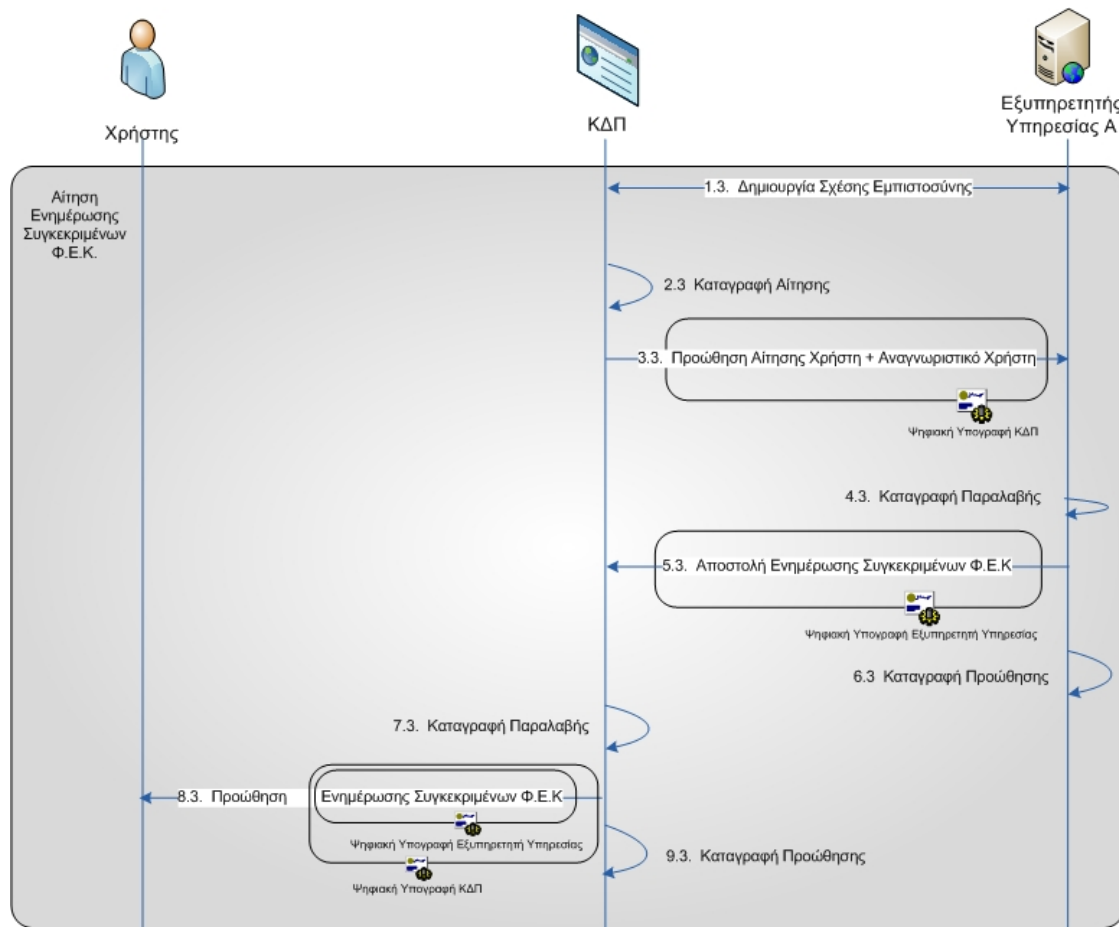 Χρήστης
ΚΔΠ
Εξυπηρετητής
Υπηρεσίας Α
Αίτηση
Ενημέρωσης
Συγκεκριμένων
Φ.Ε.Κ.
1.3. Δημιουργία Σχέσης Εμπιστοσύνης
2.3 Καταγραφή Αίτησης
3.3. Προώθηση Αίτησης Χρήστη + Αναγνωριστικό Χρήστη
Ψηφιακή Υπογραφή ΚΔΠ
4.3. Καταγραφή Παραλαβής
5.3. Αποστολή Ενημέρωσης Συγκεκριμένων Φ.Ε.Κ
Ψηφιακή Υπογραφή Εξυπηρετητή Υπηρεσίας
6.3 Καταγραφή Προώθησης
7.3. Καταγραφή Παραλαβής
8.3. Προώθηση Ενημέρωσης Συγκεκριμένων Φ.Ε.Κ
Ψηφιακή Υπογραφή Εξυπηρετητή Υπηρεσίας
9.3. Καταγραφή Προώθησης
Ψηφιακή Υπογραφή ΚΔΠ